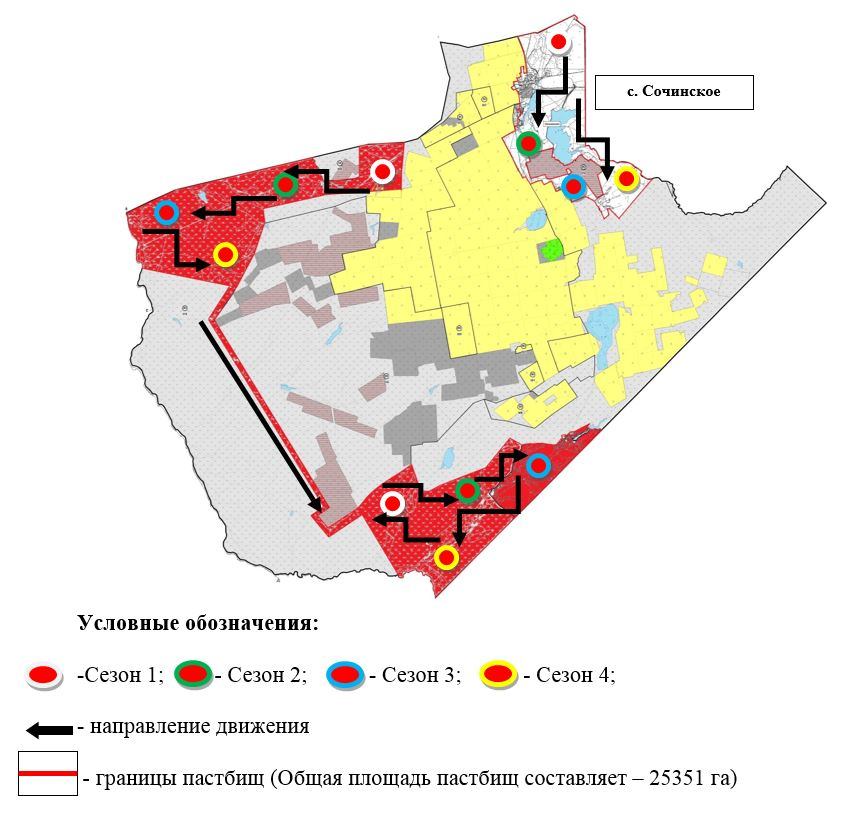 с. Сочинское
Условные обозначения:
-Сезон 1; - Сезон 2; - Сезон 3; - Сезон 4;
- направление движения
- границы пастбищ (Общая площадь пастбищ составляет – 25351 га)